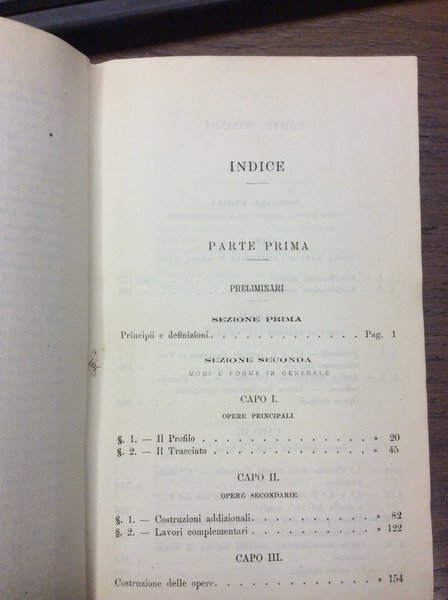 INDICE
PARTE PRIMA
PRELIMINARI
SEZIONE PRIMA
Principii e definizioni. . . . . . . . . . . . . . Pag. 1
SEZIONE SECONDA
MODI E FORME IN GENERALE
CAPO I.
OPERE PRINCIPALI
§. 1. — Il Profilo . . . . . . . . . . . . . . . » 20
§. 2. — Il Tracciato . . . . . . . . . . . . . . » 45
CAPO II.
OPERE SECONDARIE
§. 1. — Costruzioni addizionali. . . . . . . . . . » 82
§. 2. — Lavori complementari . . . . . . . . . . » 122
CAPO III.
Costruzione delle opere. . . . . . . . . . . . . » 154